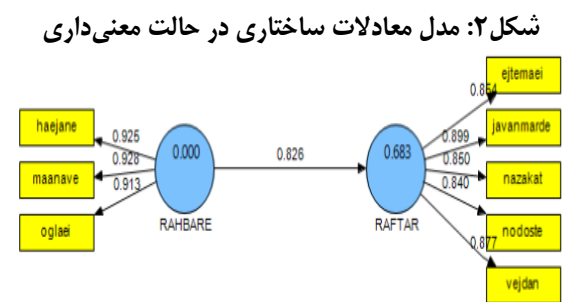 شکل۲: مدل معادلات ساختاری در حالت معنی‌داری
ejtemaei
0.854
haejane
0.925
0.000
0.826
0.683
0.899
javanmarde
maanave
0.928
0.850
nazakat
0.913
0.840
oglaei
RAHBARE
RAFTAR
nodoste
0.877
vejdan